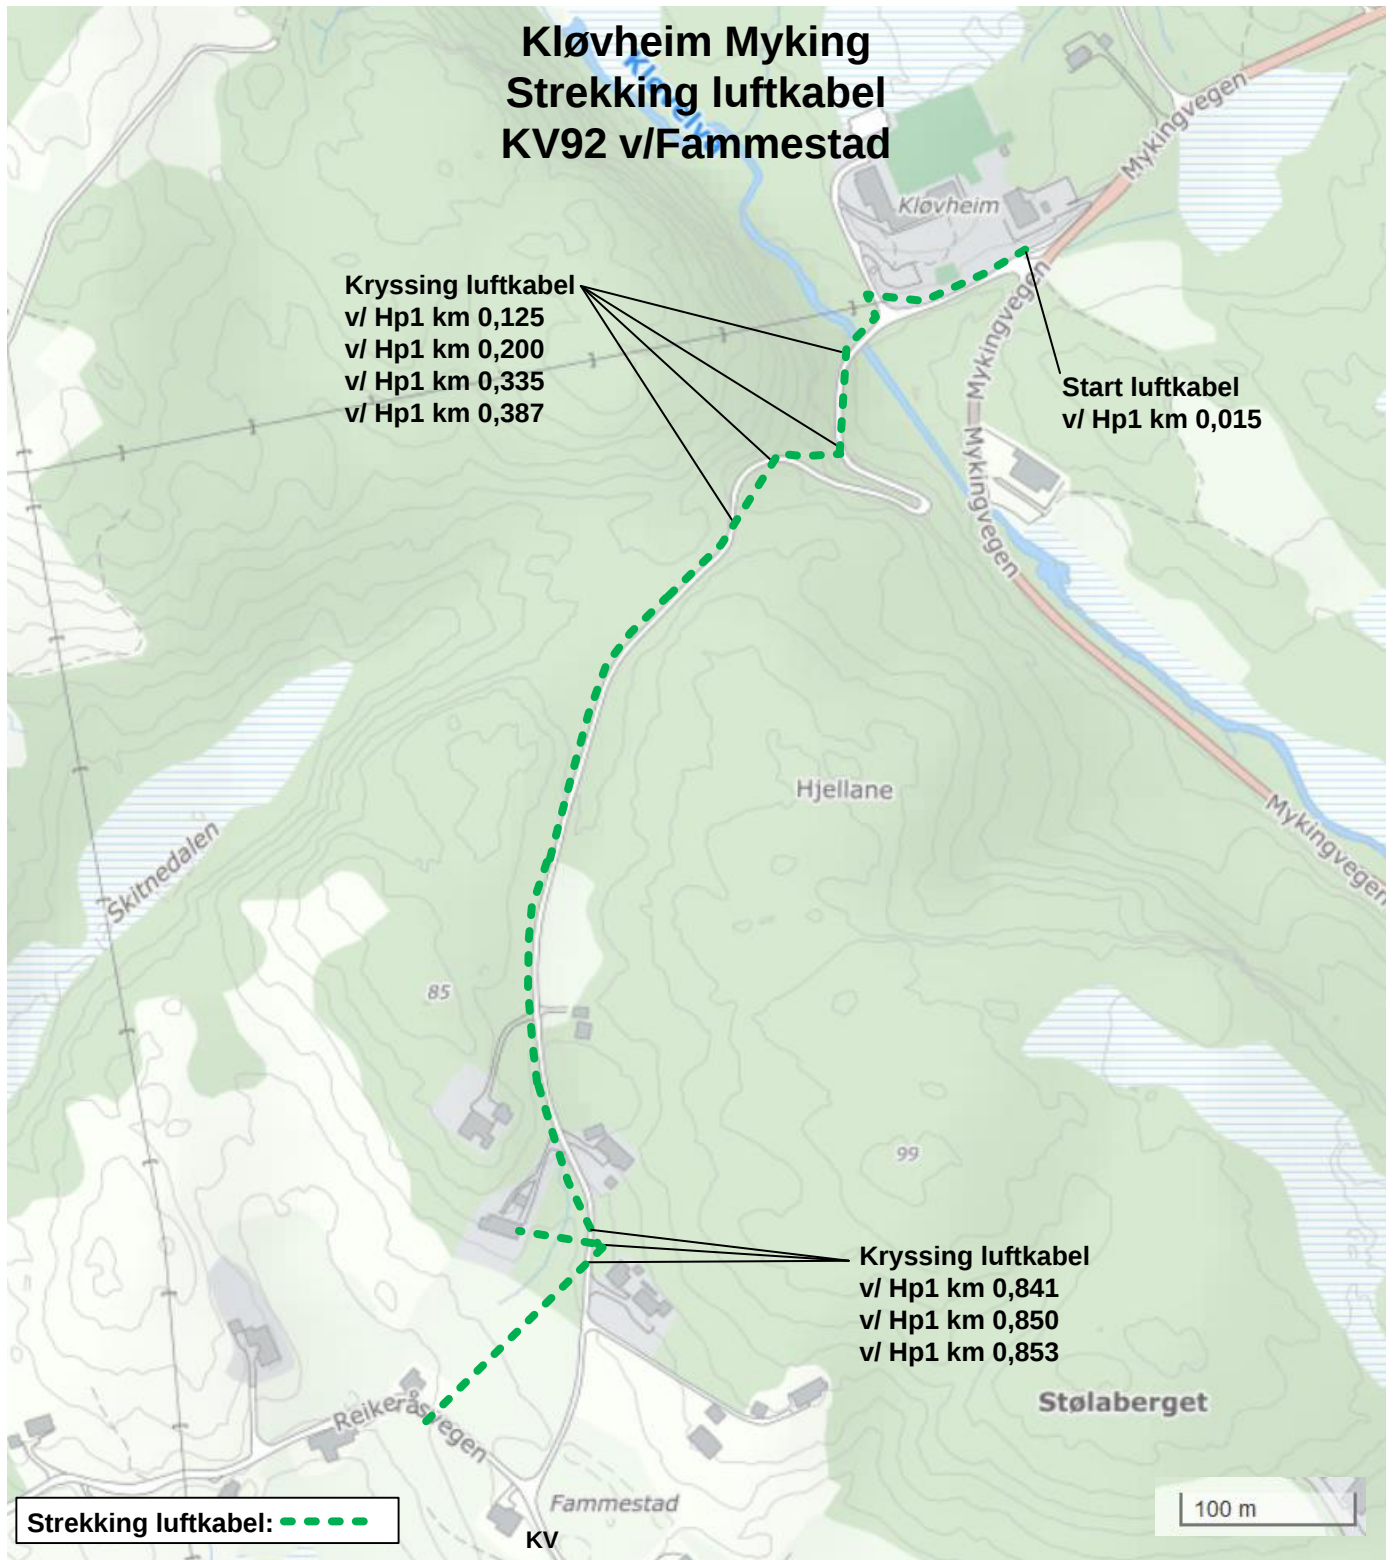 Kløvheim Myking
Strekking luftkabel
KV92 v/Fammestad
Kløvelva
Mykingvegen
Kløvheim
Kryssing luftkabel
v/ Hp1 km 0,125
v/ Hp1 km 0,200
v/ Hp1 km 0,335
v/ Hp1 km 0,387
Mykingvegen
Start luftkabel
v/ Hp1 km 0,015
Mykingvegen
Hjellane
Mykingvegen
Skitnedalen
85
99
Kryssing luftkabel
v/ Hp1 km 0,841
v/ Hp1 km 0,850
v/ Hp1 km 0,853
Stølaberget
Reikeråsvegen
Fammestad
100 m
Strekking luftkabel:
KV